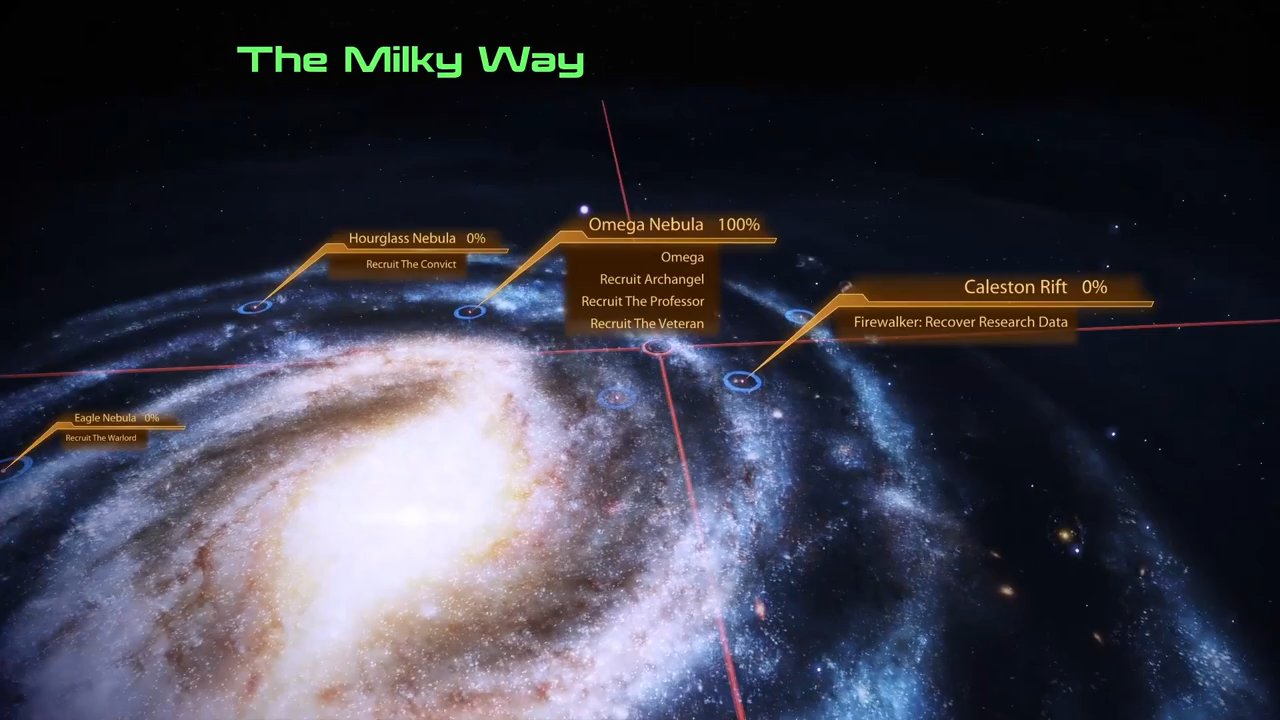 The Milky Way
Hourglass Nebula 0%
Recruit The Convict
Omega Nebula 100%
Omega
Recruit Archangel
Recruit The Professor
Recruit The Veteran
Caleston Rift 0%
Firewalker: Recover Research Data
Eagle Nebula 0%
Recruit The Warlord